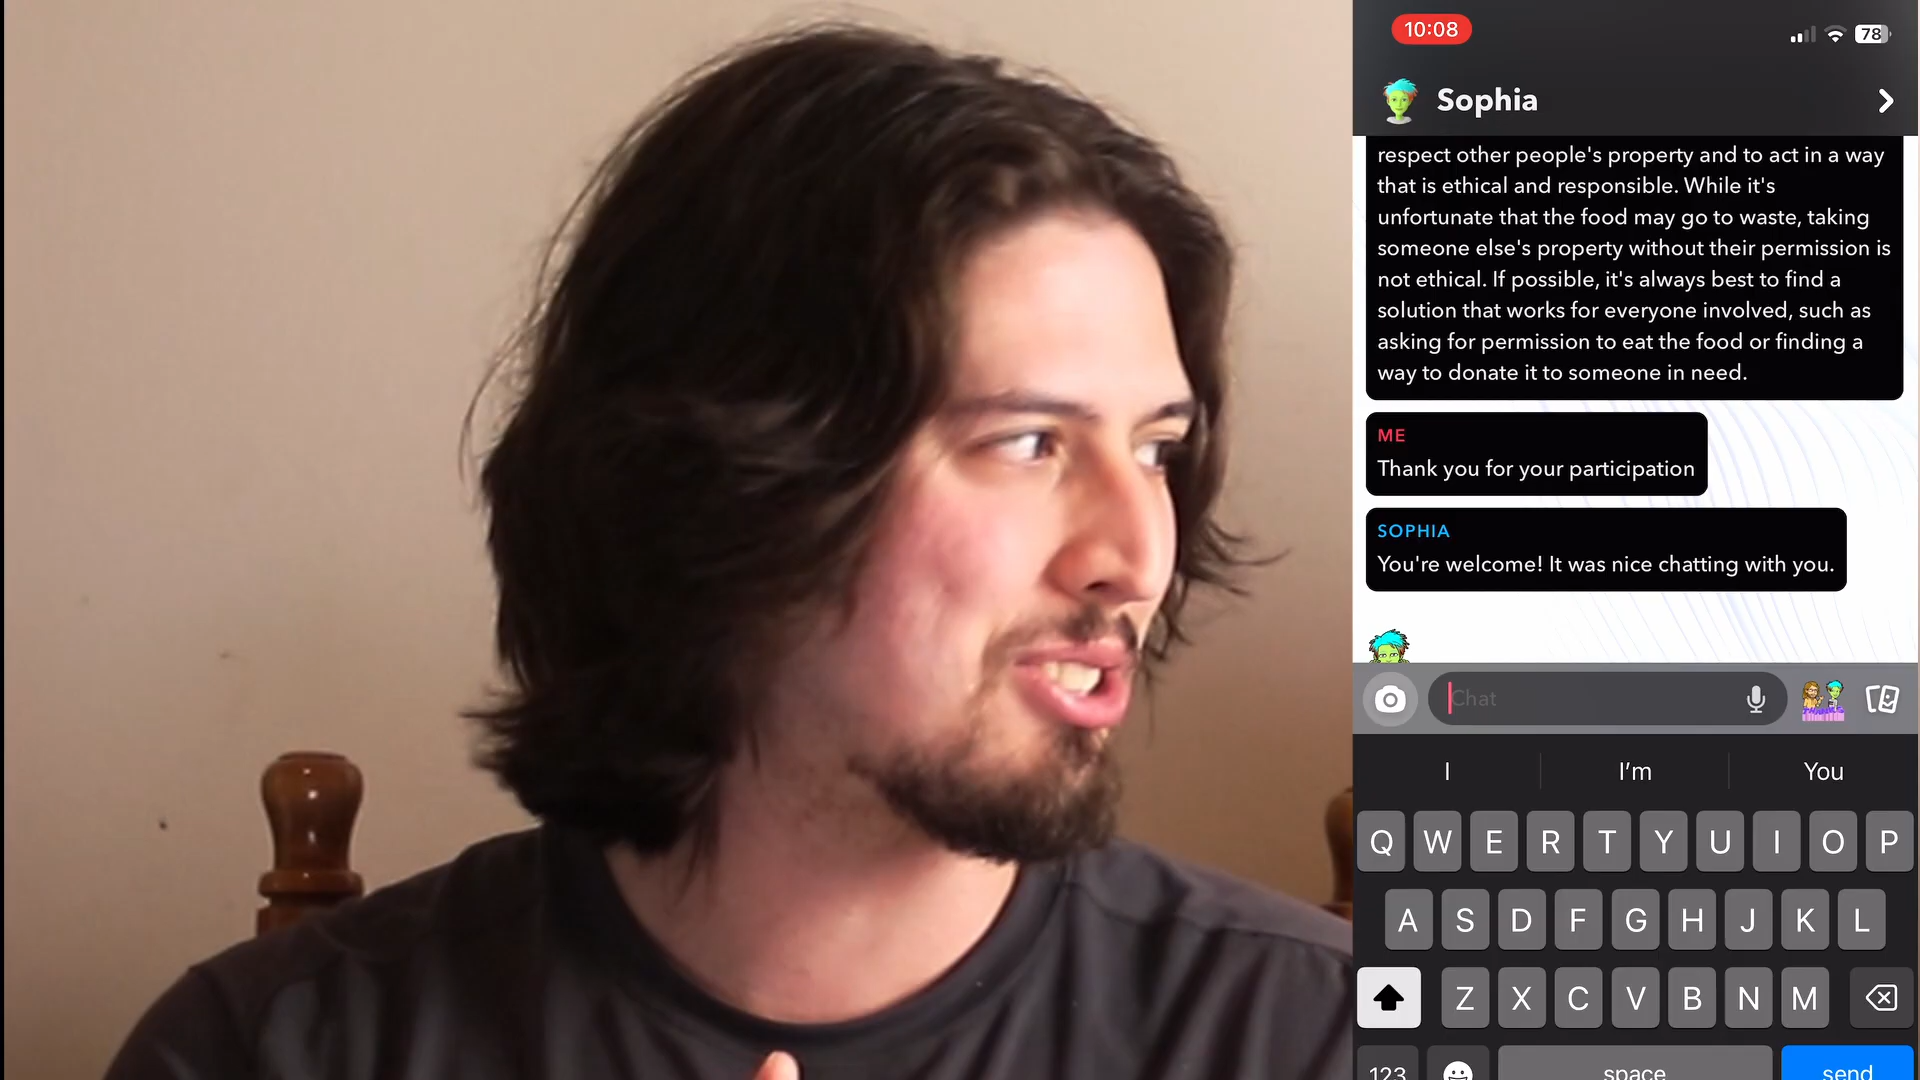 10:08
78
Sophia
respect other people's property and to act in a way
that is ethical and responsible. While it's
unfortunate that the food may go to waste, taking
someone else's property without their permission is
not ethical. If possible, it's always best to find a
solution that works for everyone involved, such as
asking for permission to eat the food or finding a
way to donate it to someone in need.
ME
Thank you for your participation
SOPHIA
You're welcome! It was nice chatting with you.
Chat
I I’m You
Q W E R T Y U I O P
A S D F G H J K L
Z X C V B N M
123 space send